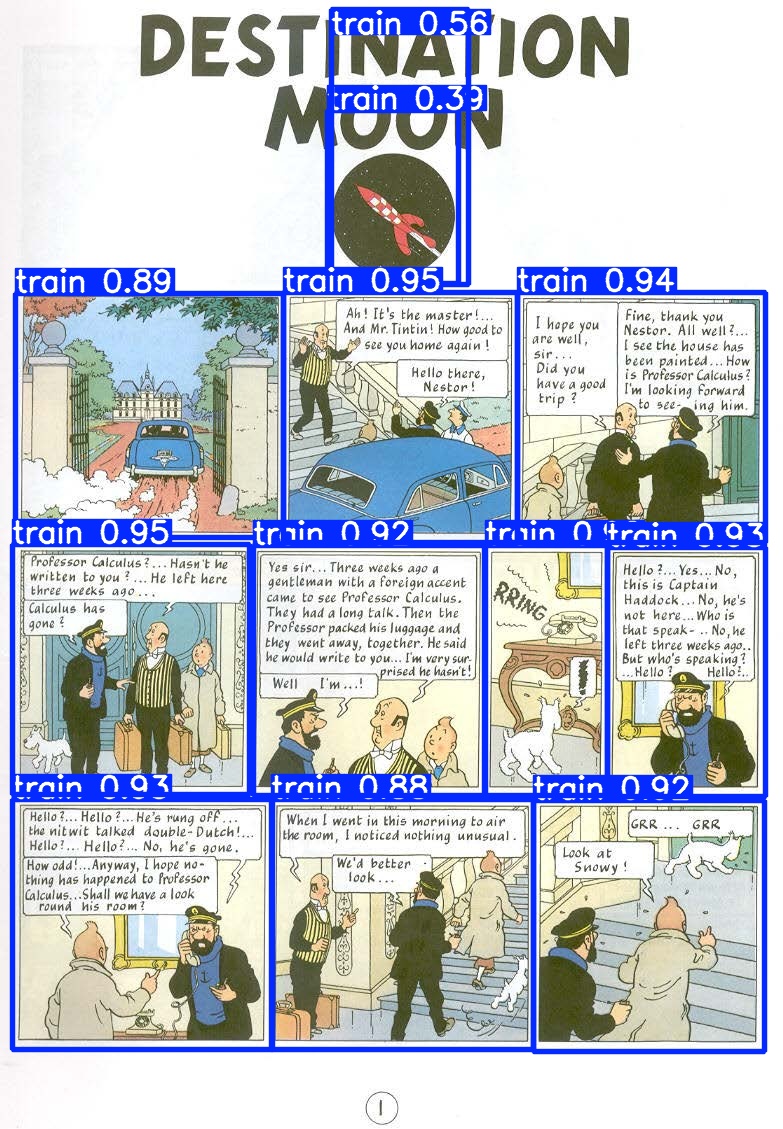 DESTINATION
MOON
train 0.56
train 0.39
train 0.89
train 0.95
train 0.94
Ah! It's the master!...
And Mr. Tintin! How good to
see you home again!
Hello there,
Nestor!
I hope you
are well,
sir...
Did you
have a good
trip?
Fine, thank you
Nestor. All well?...
I see the house has
been painted... How
is Professor Calculus?
I'm looking forward
to see- ing him.
train 0.95
train 0.92
train
train 0.93
Professor Calculus?... Hasn't he
written to you?... He left here
three weeks ago...
Calculus has
gone?
Yes sir... Three weeks ago a
gentleman with a foreign accent
came to see Professor Calculus.
They had a long talk. Then the
Professor packed his luggage and
they went away, together. He said
he would write to you... I'm very sur-
prised he hasn't!
Well I'm...!
RRING
Hello?... Yes... No,
this is Captain
Haddock... No, he's
not here... Who is
that speak- .. No, he
left three weeks ago..
But who's speaking?
...Hello? Hello?..
train 0.93
train 0.88
train 0.92
Hello?... Hello?... He's rung off...
the nitwit talked double-Dutch!...
Hello?... Hello?... No, he's gone.
How odd!... Anyway, I hope no-
thing has happened to Professor
Calculus... Shall we have a look
round his room?
When I went in this morning to air
the room, I noticed nothing unusual.
We'd better
look...
GRR ... GRR
Look at
Snowy!
1